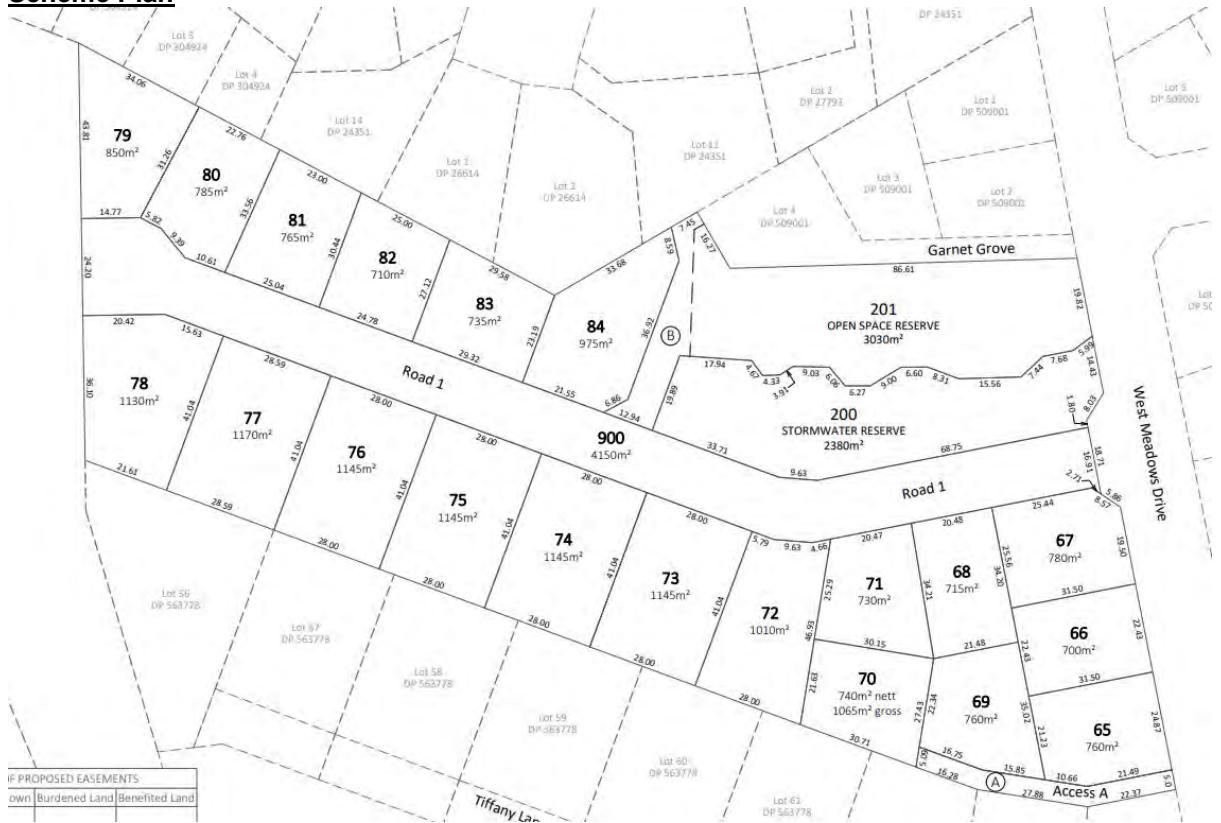 Scheme Plan
DP 304924
DP 24351
Lot 5
DP 304924
Lot 4
DP 304924
Lot 14
DP 24351
Lot 1
DP 26614
Lot 2
DP 26614
Lot 2
DP 27793
Lot 12
DP 24351
Lot 1
DP 509001
Lot 5
DP 509001
Lot 3
DP 509001
Lot 2
DP 509001
Lot 4
DP 509001
Garnet Grove
34.06
43.81
79
850m²
31.26
14.77
22.76
80
785m²
5.82
9.39
10.61
33.56
23.00
81
765m²
25.04
30.44
25.00
82
710m²
24.78
27.12
29.58
83
735m²
29.32
23.19
33.68
84
975m²
21.55
6.86
36.92
8.59
7.45
16.27
B
12.94
19.89
86.61
19.82
201
OPEN SPACE RESERVE
3030m²
17.94
4.67
4.33
3.91
9.03
6.06
6.27
9.00
6.60
8.31
15.56
7.44
7.68
5.99
14.43
8.03
1.80
200
STORMWATER RESERVE
2380m²
33.71
9.63
68.75
18.71
16.91
2.71
5.86
8.57
West Meadows Drive
24.20
20.42
15.63
Road 1
900
4150m²
Road 1
36.10
78
1130m²
21.61
41.04
28.59
77
1170m²
28.59
41.04
28.00
76
1145m²
28.00
41.04
28.00
75
1145m²
28.00
41.04
28.00
74
1145m²
28.00
41.04
28.00
73
1145m²
28.00
41.04
5.79
9.63
4.66
72
1010m²
28.00
46.93
25.29
21.63
20.47
71
730m²
30.15
34.21
20.48
68
715m²
21.48
25.56
34.20
25.44
67
780m²
19.50
31.50
66
700m²
22.43
22.43
31.50
65
760m²
24.87
21.23
35.02
70
740m² nett
1065m² gross
30.71
27.43
22.34
69
760m²
5.09
16.75
16.28
15.85
A
27.88
10.66
21.49
Access A
22.37
5.0
DP 563778
Lot 57
DP 563778
Lot 58
DP 563778
Lot 59
DP 563778
Lot 60
DP 563778
Lot 61
DP 563778
Tiffany Lan
OF PROPOSED EASEMENTS
own
Burdened Land
Benefited Land